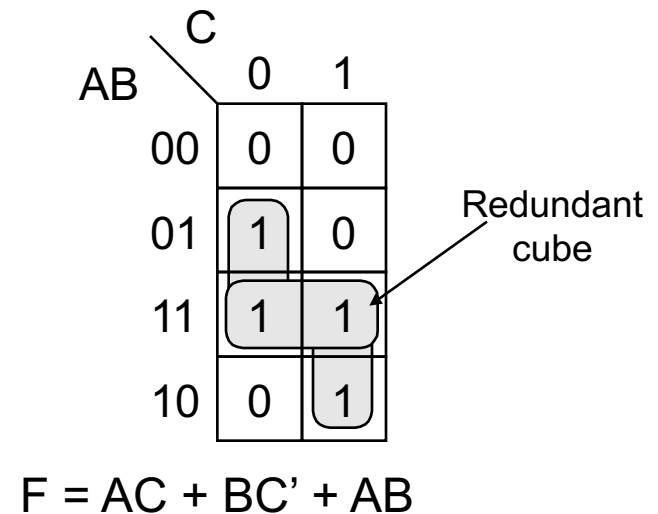 C
AB 0 1
00 0 0
01 1 0
Redundant
cube
11 1 1
10 0 1
F = AC + BC’ + AB